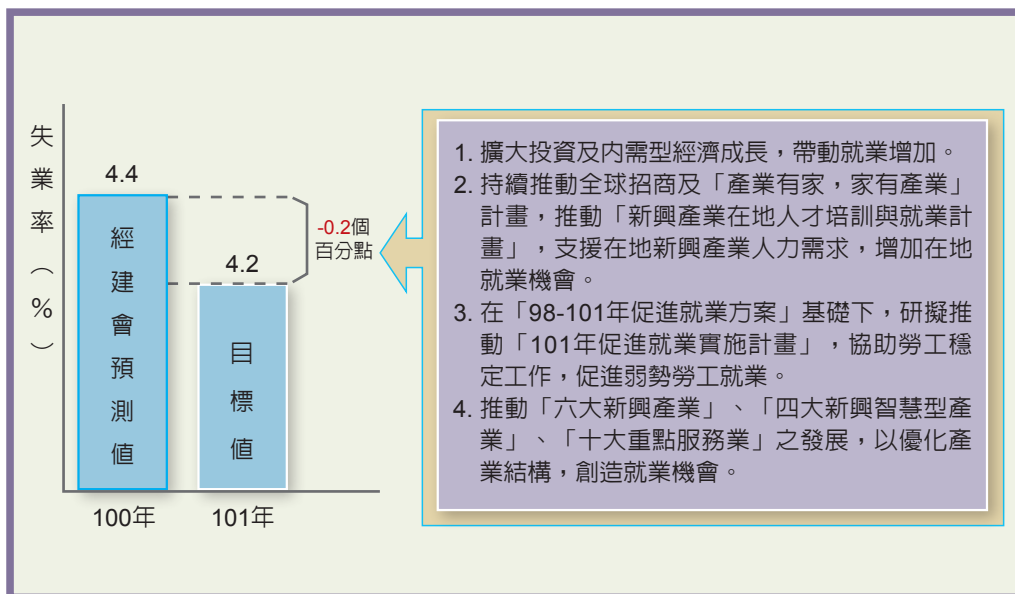 失業率（%）
4.4
經建會預測值
100年
4.2
目標值
101年
-0.2個
百分點
1. 擴大投資及內需型經濟成長，帶動就業增加。
2. 持續推動全球招商及「產業有家，家有產業」
計畫，推動「新興產業在地人才培訓與就業計
畫」，支援在地新興產業人力需求，增加在地
就業機會。
3. 在「98-101年促進就業方案」基礎下，研擬推
動「101年促進就業實施計畫」，協助勞工穩
定工作，促進弱勢勞工就業。
4. 推動「六大新興產業」、「四大新興智慧型產
業」、「十大重點服務業」之發展，以優化產
業結構，創造就業機會。